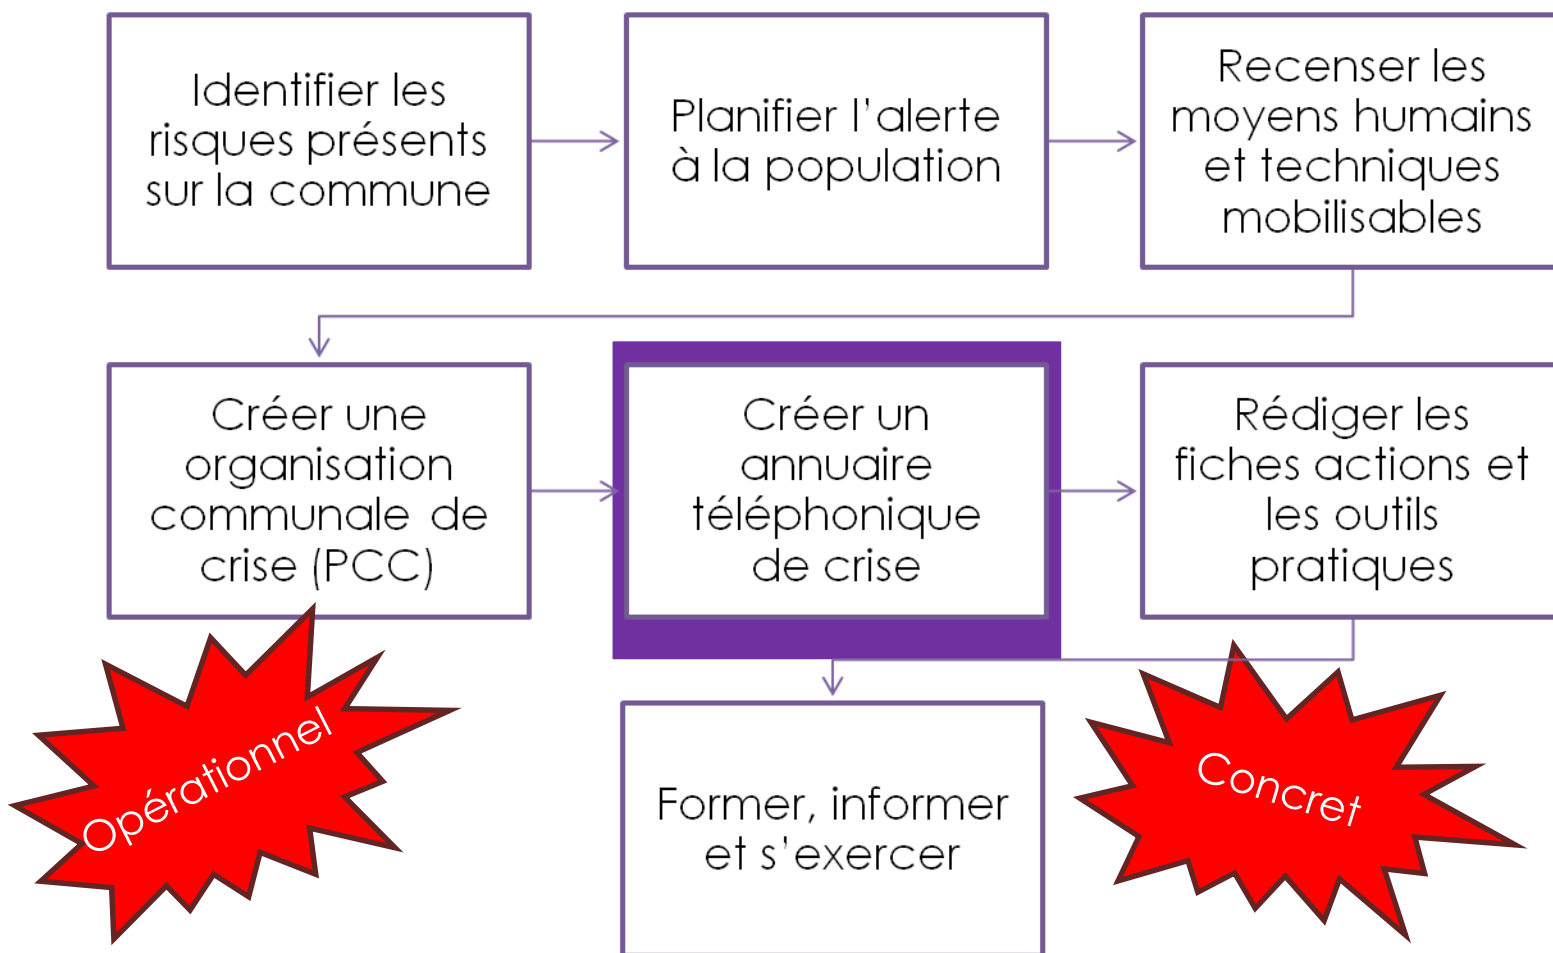 Identifier les
risques présents
sur la commune
Planifier l'alerte
à la population
Recenser les
moyens humains
et techniques
mobilisables
Créer une
organisation
communale de
crise (PCC)
Créer un
annuaire
téléphonique
de crise
Rédiger les
fiches actions et
les outils
pratiques
Opérationnel
Concret
Former, informer
et s'exercer